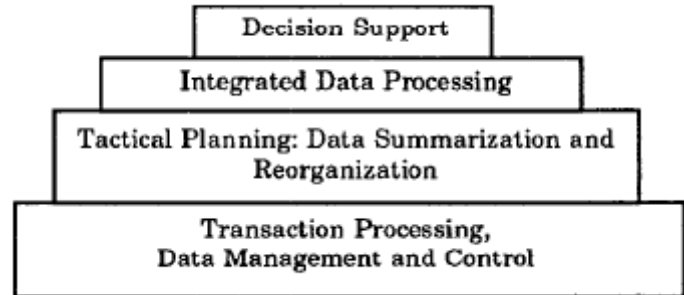 Decision Support
Integrated Data Processing
Tactical Planning: Data Summarization and
Reorganization
Transaction Processing,
Data Management and Control